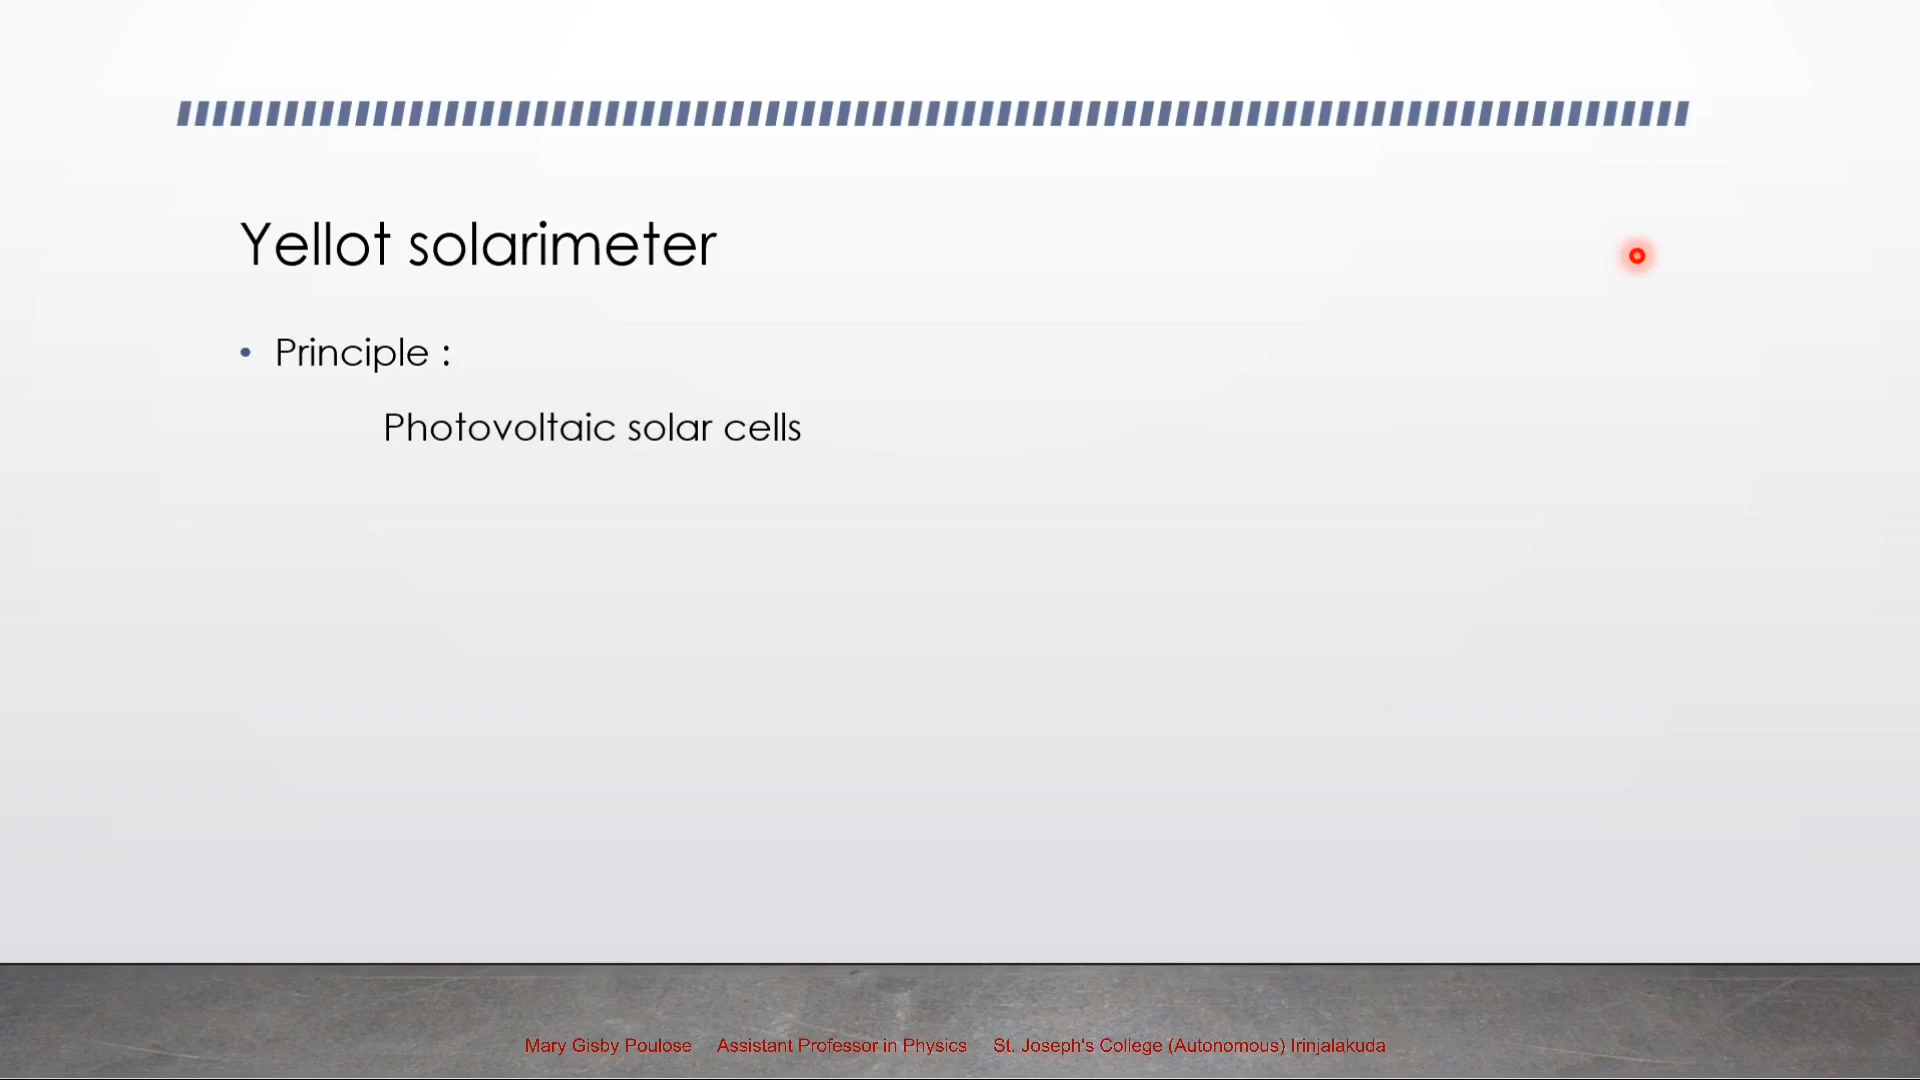 Yellot solarimeter
• Principle :
Photovoltaic solar cells
Mary Gisby Poulose Assistant Professor in Physics St. Joseph's College (Autonomous) Irinjalakuda